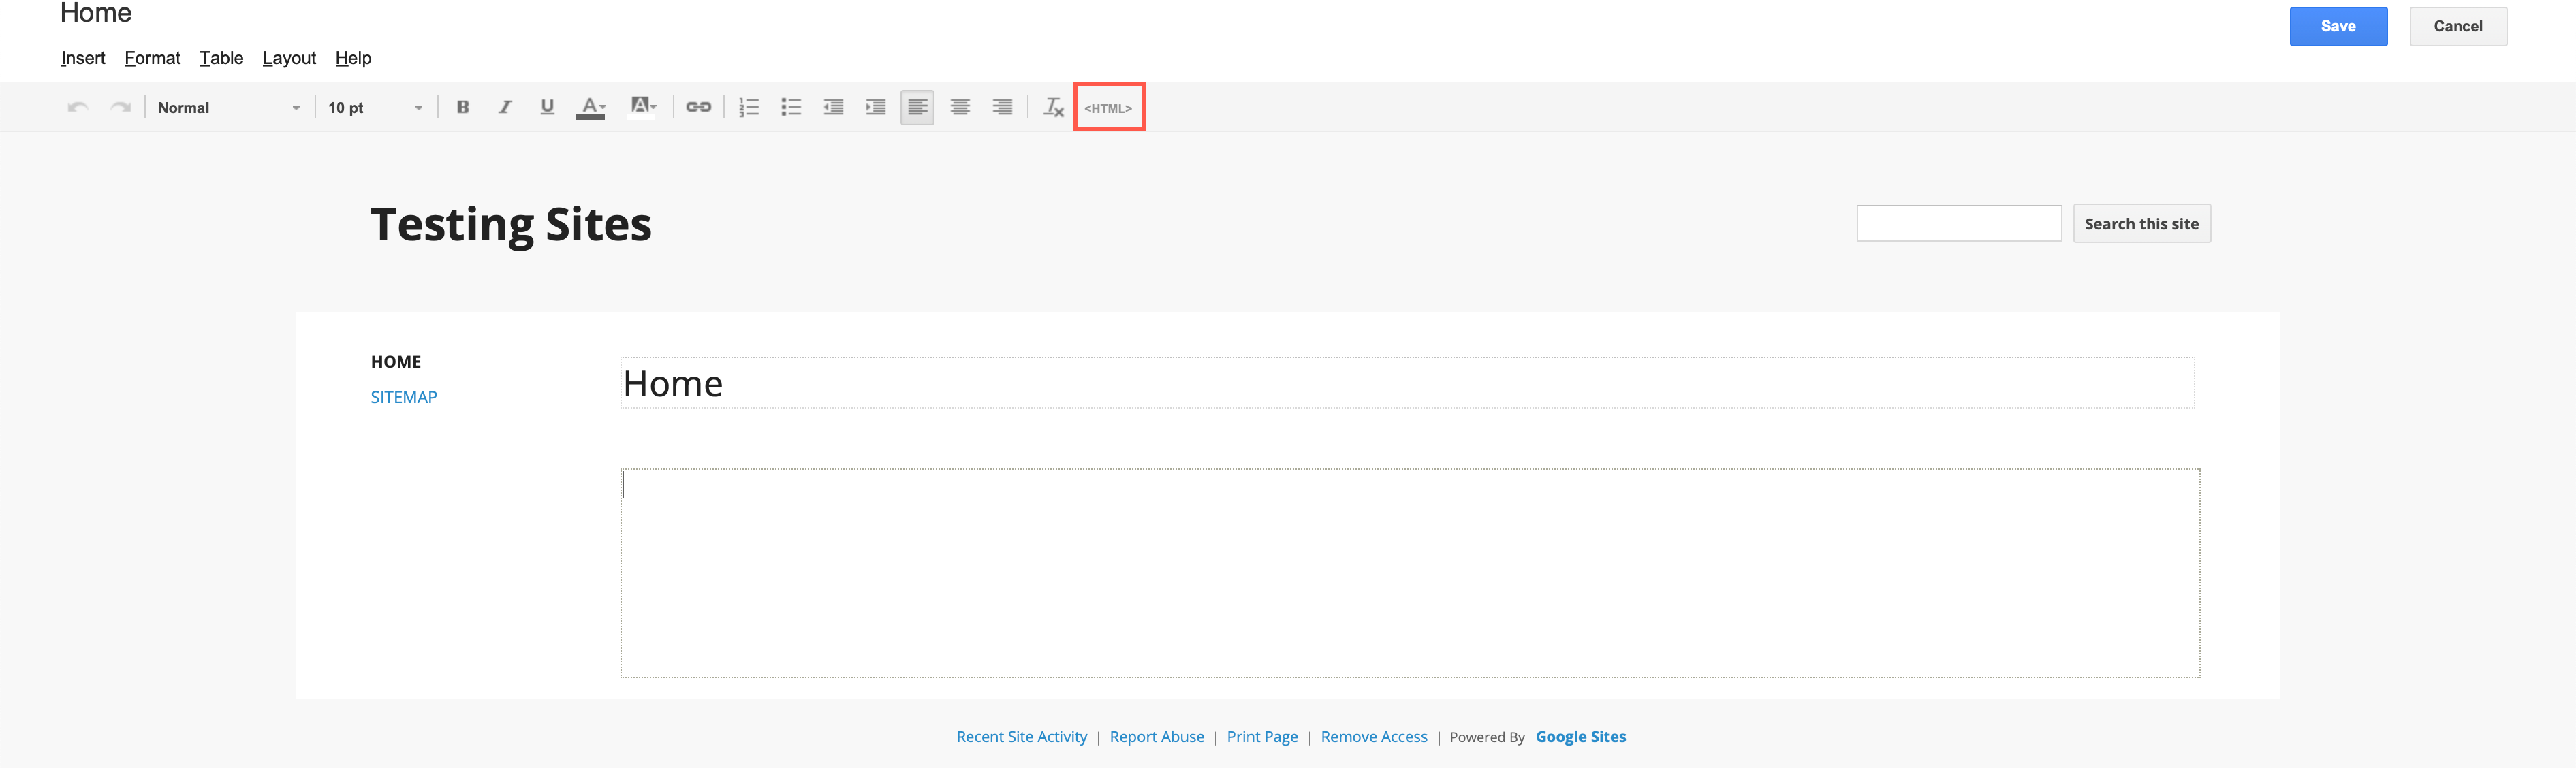 Home
Save Cancel
Insert Format Table Layout Help
Normal 10 pt B I U A A <HTML>
Testing Sites
Search this site
HOME
Home
SITEMAP
Recent Site Activity | Report Abuse | Print Page | Remove Access | Powered By Google Sites